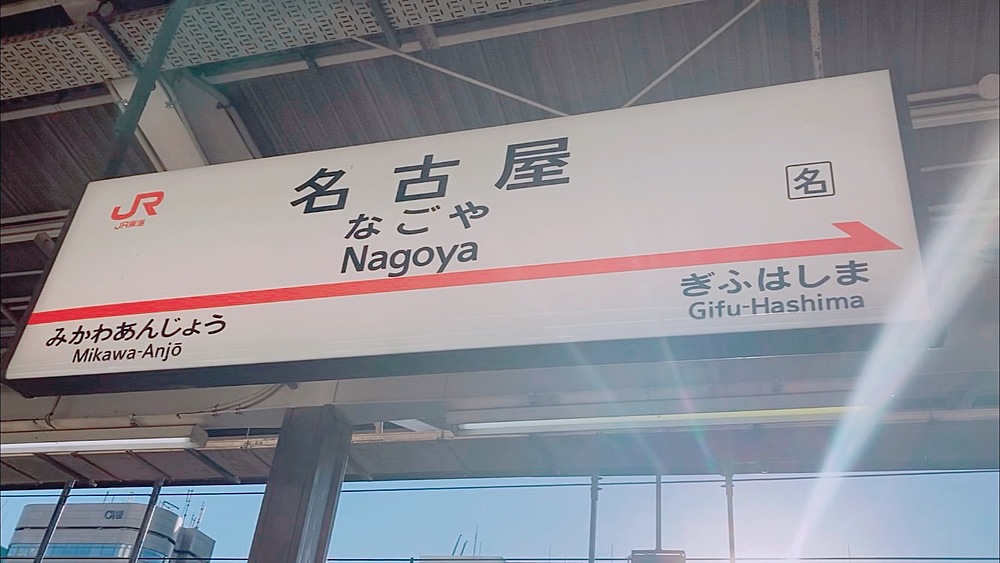 JR
JR東海
名古屋
なごや
Nagoya
名
みかわあんじょう
Mikawa-Anjō
ぎふはしま
Gifu-Hashima